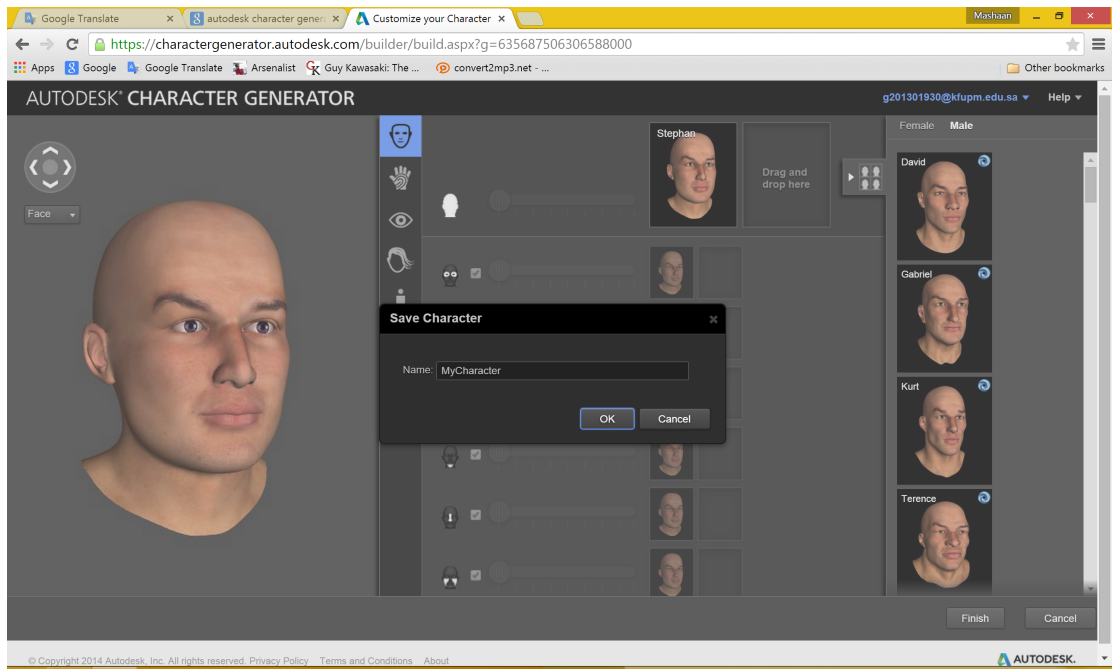 Google Translate
autodesk character gener
Customize your Character
Mashaan
https://charactergenerator.autodesk.com/builder/build.aspx?g=635687506306588000
Apps
Google
Google Translate
Arsenalist
Guy Kawasaki: The ...
convert2mp3.net - ...
Other bookmarks
AUTODESK® CHARACTER GENERATOR
g201301930@kfupm.edu.sa
Help
Female
Male
Stephan
Drag and
drop here
David
Face
Gabriel
Save Character
Name:
MyCharacter
Kurt
OK
Cancel
Terence
Finish
Cancel
© Copyright 2014 Autodesk, Inc. All rights reserved. Privacy Policy Terms and Conditions About
AUTODESK.